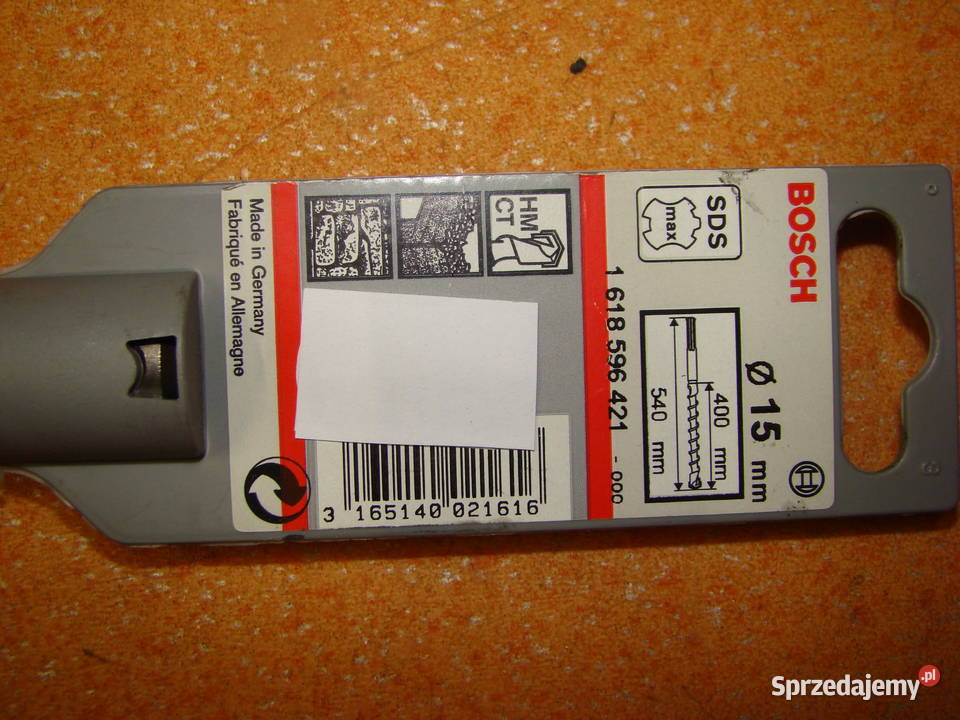 BOSCH
SDS
max
Ø 15 mm
400 mm
540 mm
1 618 596 421 - 000
HM
CT
3 165140 021616
Made in Germany
Fabriqué en Allemagne
Sprzedajemy.pl